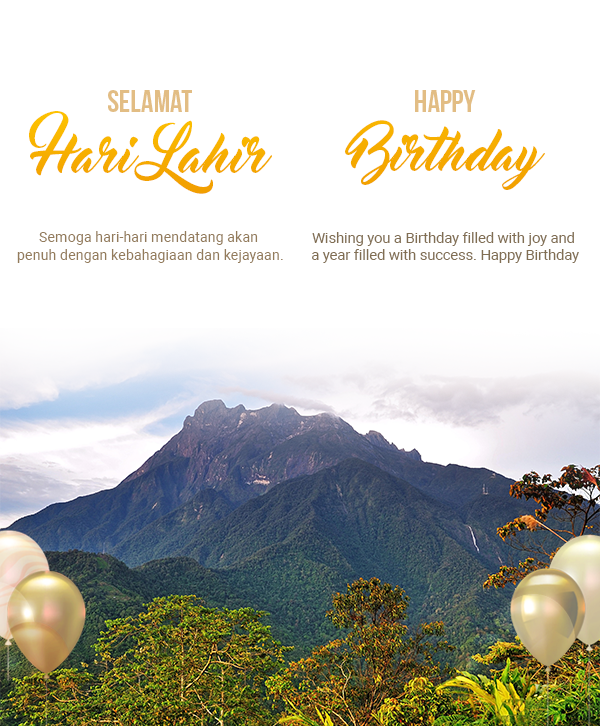 SELAMAT
Hari Lahir
Semoga hari-hari mendatang akan
penuh dengan kebahagiaan dan kejayaan.
HAPPY
Birthday
Wishing you a Birthday filled with joy and
a year filled with success. Happy Birthday